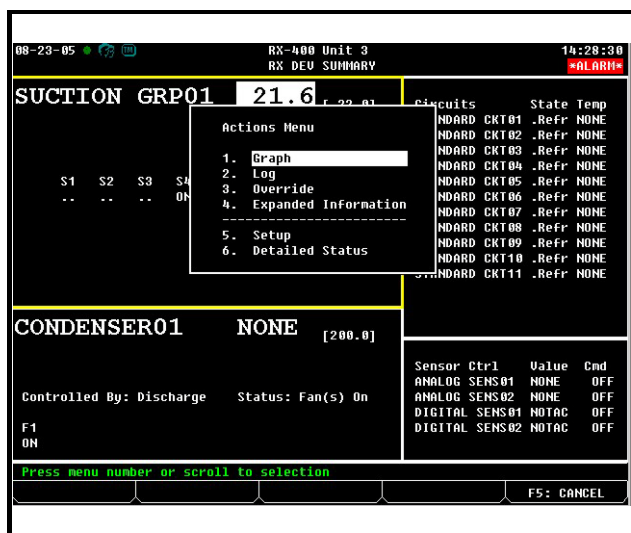 08-23-05 RX-400 Unit 3 14:28:30
RX DEV SUMMARY *ALARM*
SUCTION GRP01 21.6
Circuits State Temp
NDARD CKT01 .Refr NONE
NDARD CKT02 .Refr NONE
NDARD CKT03 .Refr NONE
NDARD CKT04 .Refr NONE
NDARD CKT05 .Refr NONE
NDARD CKT06 .Refr NONE
NDARD CKT07 .Refr NONE
NDARD CKT08 .Refr NONE
NDARD CKT09 .Refr NONE
NDARD CKT10 .Refr NONE
STANDARD CKT11 .Refr NONE
S1 S2 S3 S4
.. .. .. ON
Actions Menu
1. Graph
2. Log
3. Override
4. Expanded Information
-------------------------
5. Setup
6. Detailed Status
CONDENSER01 NONE [200.0]
Controlled By: Discharge Status: Fan(s) On
F1
ON
Sensor Ctrl Value Cmd
ANALOG SENS01 NONE OFF
ANALOG SENS02 NONE OFF
DIGITAL SENS01 NOTAC OFF
DIGITAL SENS02 NOTAC OFF
Press menu number or scroll to selection
F5: CANCEL